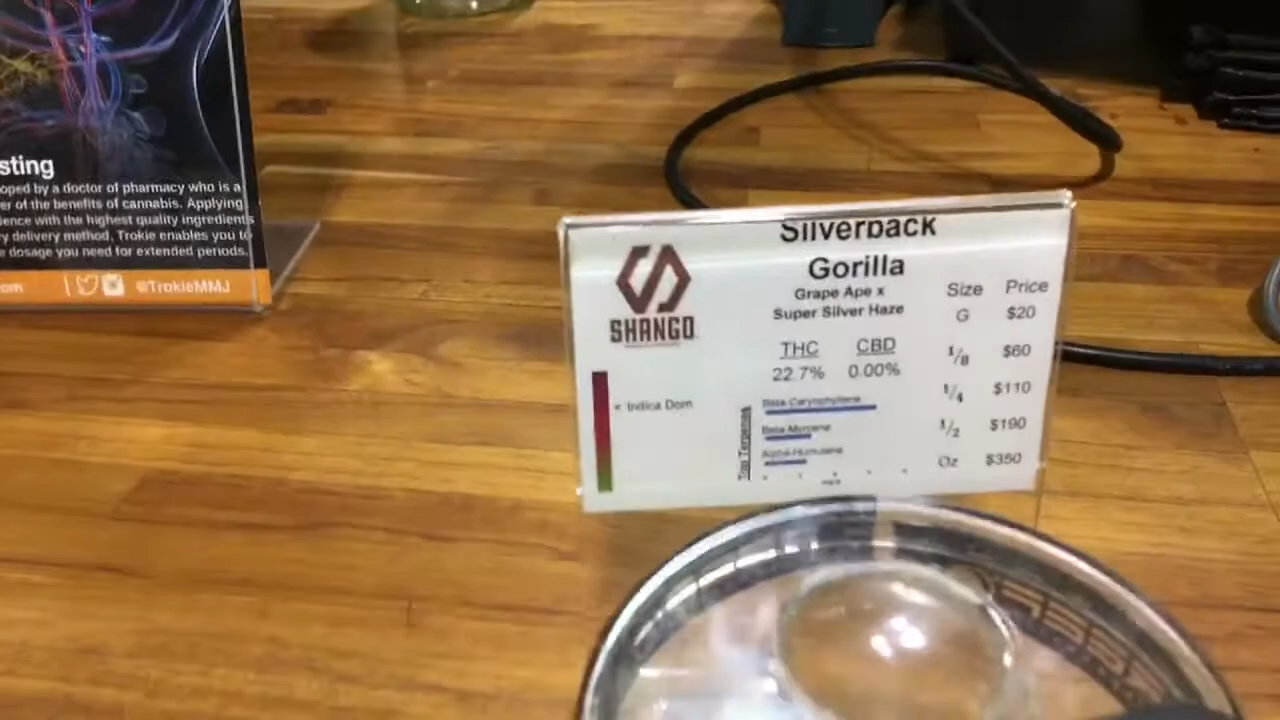 sting
oped by a doctor of pharmacy who is a
er of the benefits of cannabis. Applying
ience with the highest quality ingredients
y delivery method, Trokie enables you to
e dosage you need for extended periods.
om
@TrokieMMJ
Silverback
Gorilla
Grape Ape x
Super Silver Haze
SHANGO
THC CBD
22.7% 0.00%
< Indica Dom
Top Terpenes
Beta-Caryophyllene
Beta-Myrcene
Alpha-Humulene
Size Price
G $20
1/8 $60
1/4 $110
1/2 $190
Oz $350